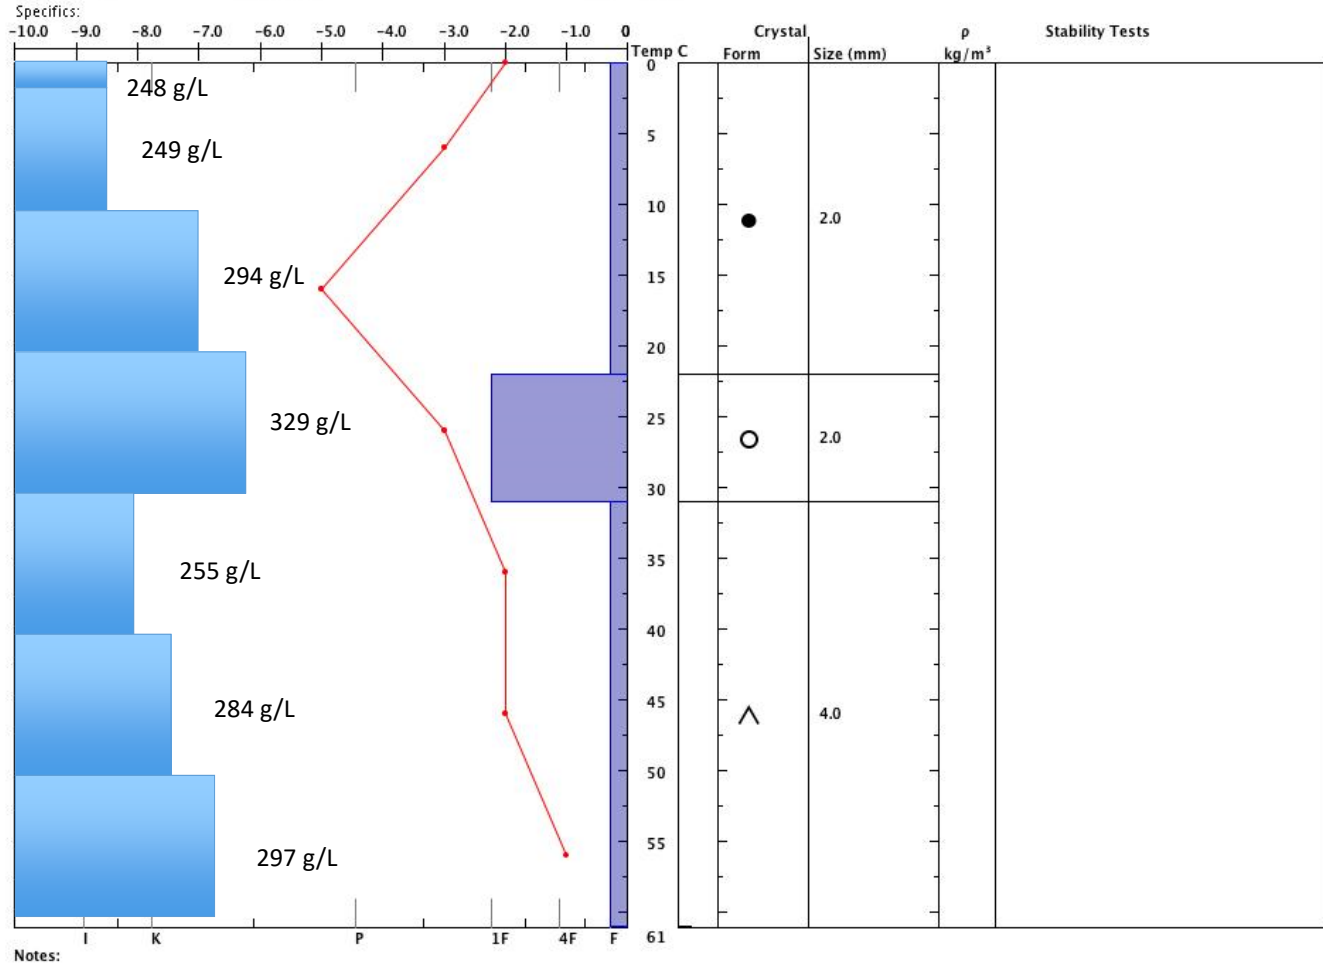 Specifics:
-10.0 -9.0 -8.0 -7.0 -6.0 -5.0 -4.0 -3.0 -2.0 -1.0 0
Crystal ρ Stability Tests
Temp C Form Size (mm) kg/m³
0
248 g/L
5
249 g/L
10
2.0
15
294 g/L
20
25
329 g/L
2.0
30
35
255 g/L
40
45
284 g/L
4.0
50
55
297 g/L
I K P 1F 4F F 61
Notes: